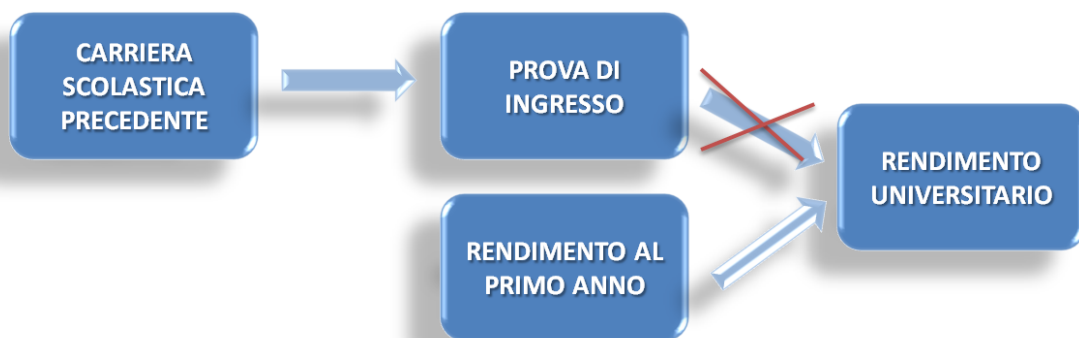 CARRIERA
SCOLASTICA
PRECEDENTE
PROVA DI
INGRESSO
RENDIMENTO AL
PRIMO ANNO
RENDIMENTO
UNIVERSITARIO